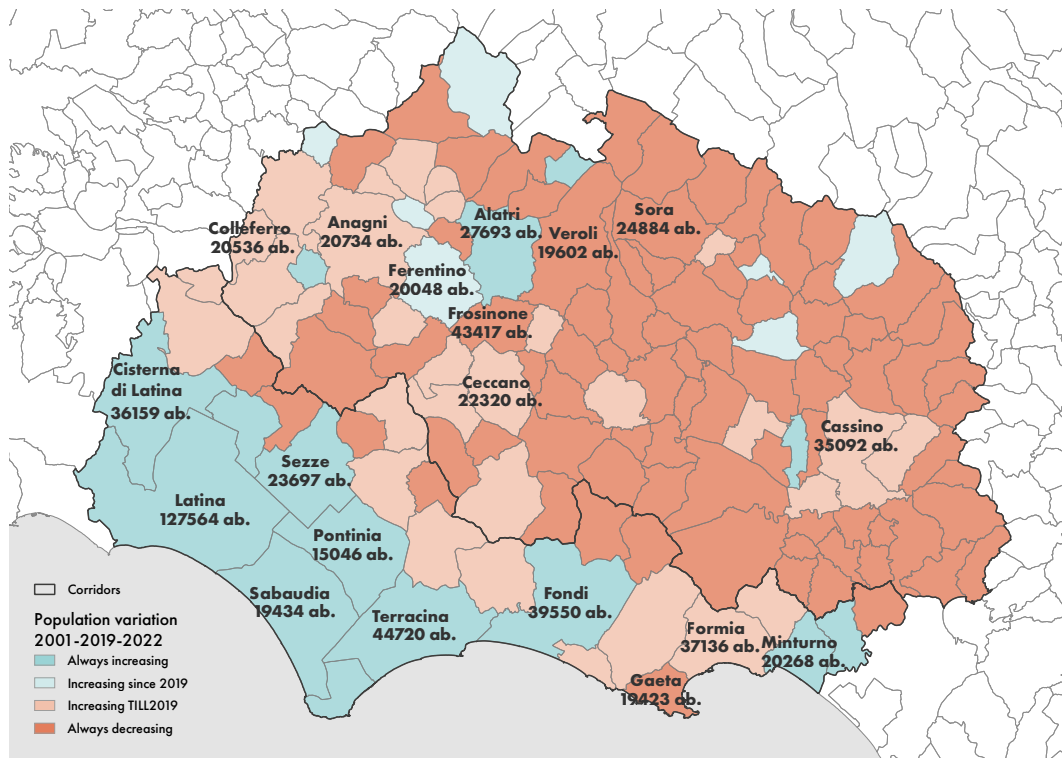 Colleferro
20536 ab.
Anagni
20734 ab.
Alatri
27693 ab.
Veroli
19602 ab.
Sora
24884 ab.
Ferentino
20048 ab.
Frosinone
43417 ab.
Cisterna
di Latina
36159 ab.
Ceccano
22320 ab.
Cassino
35092 ab.
Sezze
23697 ab.
Latina
127564 ab.
Pontinia
15046 ab.
Sabaudia
19434 ab.
Terracina
44720 ab.
Fondi
39550 ab.
Formia
37136 ab.
Minturno
20268 ab.
Gaeta
19423 ab.
Corridors
Population variation
2001-2019-2022
Always increasing
Increasing since 2019
Increasing TILL2019
Always decreasing